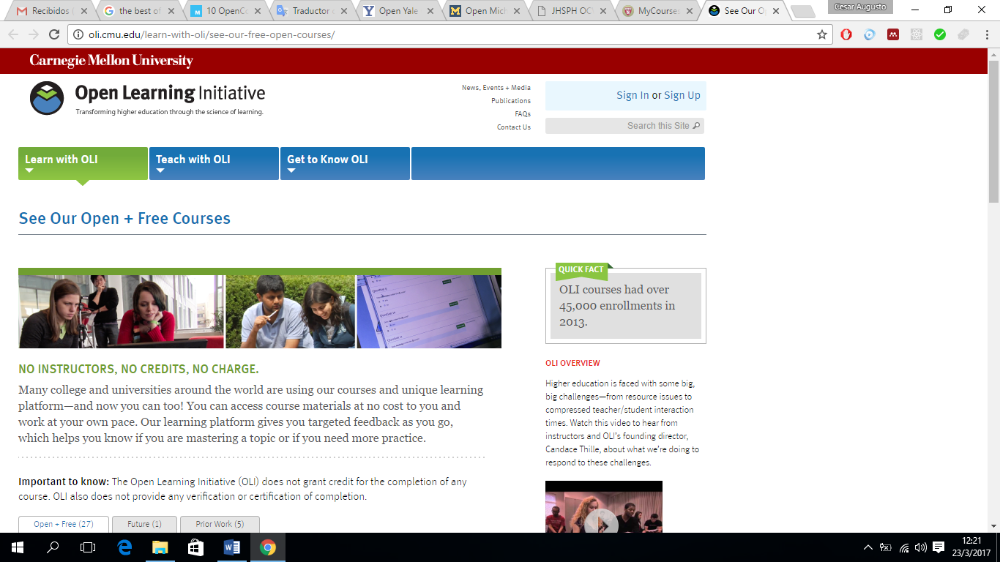 Recibidos (
the best of
10 OpenCo
Traductor
Open Yale
Open Mich
JHSPH OC
MyCourses
See Our O
Cesar Augusto
oli.cmu.edu/learn-with-oli/see-our-free-open-courses/
Carnegie Mellon University
Open Learning Initiative
Transforming higher education through the science of learning.
News, Events + Media
Publications
FAQs
Contact Us
Sign In or Sign Up
Search this Site
Learn with OLI
Teach with OLI
Get to Know OLI
See Our Open + Free Courses
NO INSTRUCTORS, NO CREDITS, NO CHARGE.
Many college and universities around the world are using our courses and unique learning
platform—and now you can too! You can access course materials at no cost to you and
work at your own pace. Our learning platform gives you targeted feedback as you go,
which helps you know if you are mastering a topic or if you need more practice.
Important to know: The Open Learning Initiative (OLI) does not grant credit for the completion of any
course. OLI also does not provide any verification or certification of completion.
Open + Free (27)
Future (1)
Prior Work (5)
QUICK FACT
OLI courses had over
45,000 enrollments in
2013.
OLI OVERVIEW
Higher education is faced with some big,
big challenges—from resource issues to
compressed teacher/student interaction
times. Watch this video to hear from
instructors and OLI's founding director,
Candace Thille, about what we're doing to
respond to these challenges.
12:21
23/3/2017